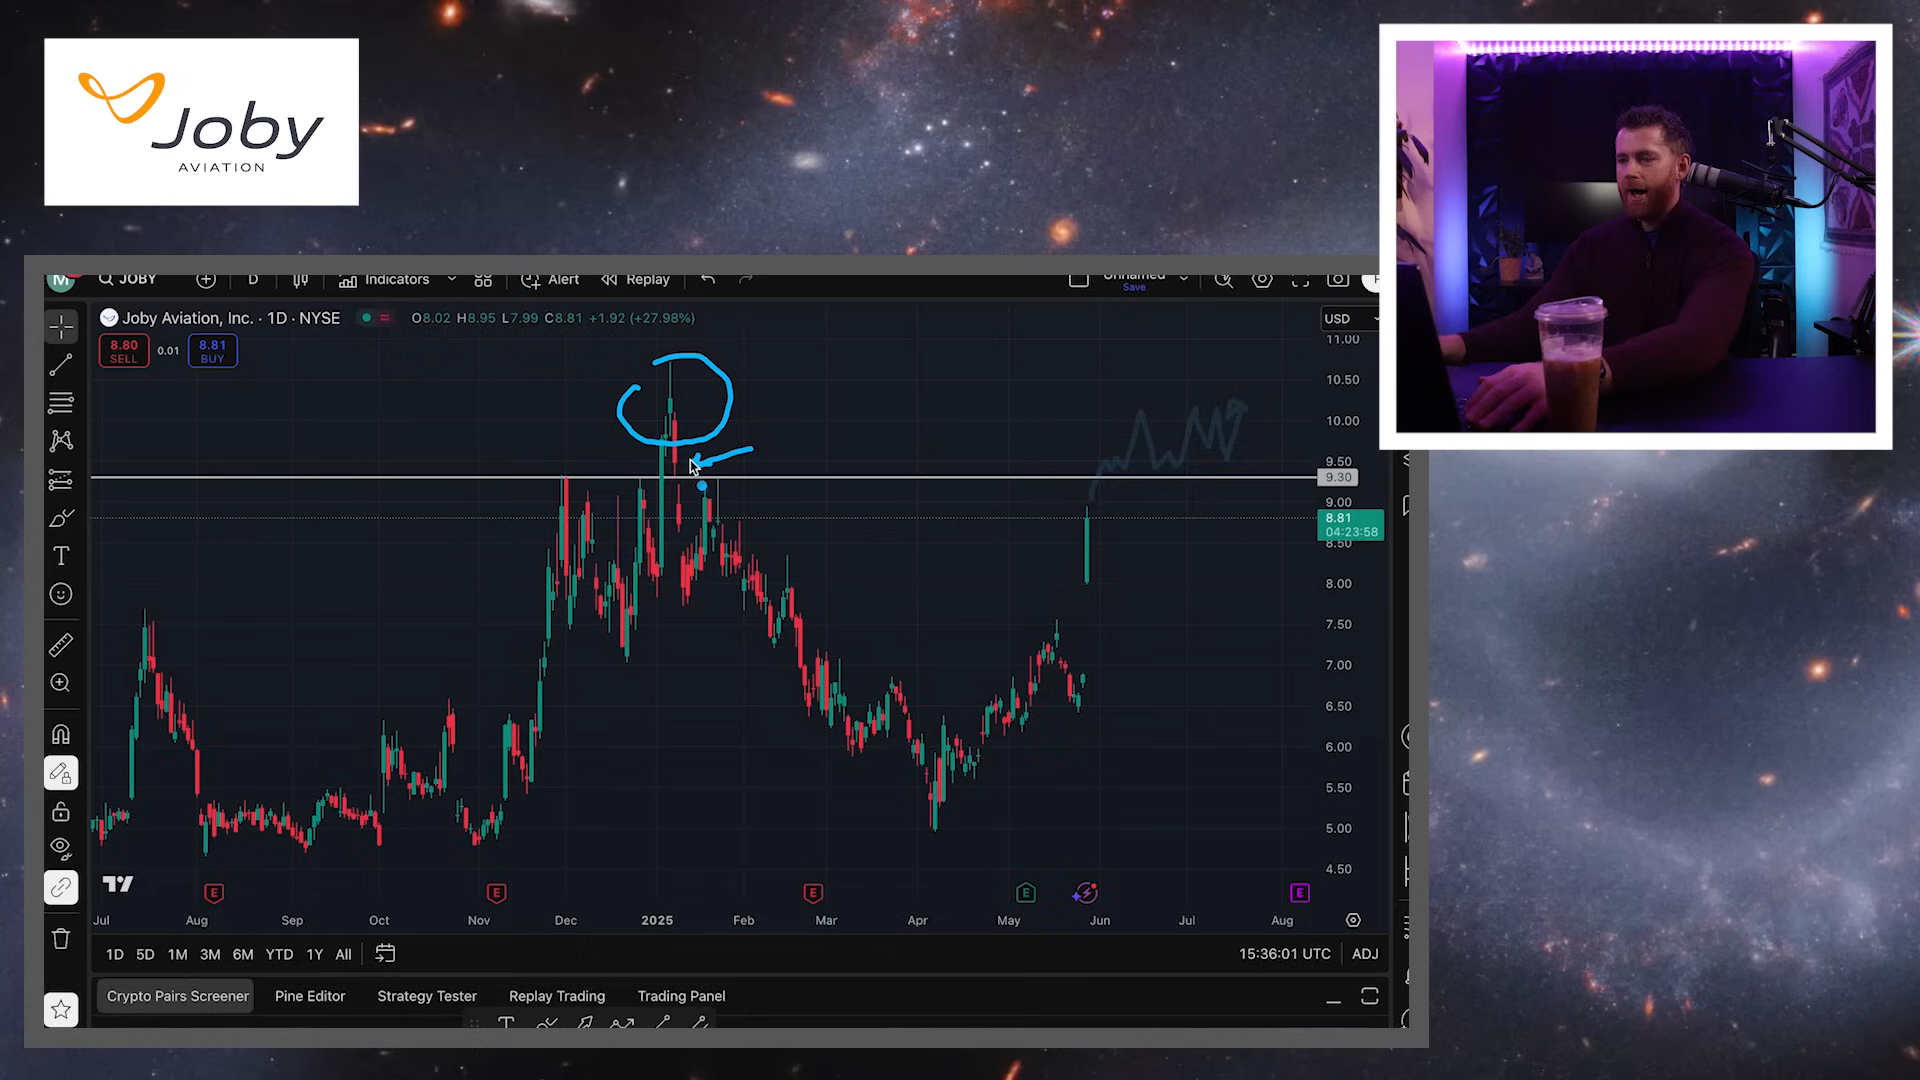 Joby
AVIATION
M JOBY D Indicators Alert Replay Unnamed
Save
Joby Aviation, Inc. · 1D · NYSE O8.02 H8.95 L7.99 C8.81 +1.92 (+27.98%) USD
8.80 0.01 8.81
SELL BUY
11.00
10.50
10.00
9.50
9.30
9.00
8.81
04:23:58
8.50
8.00
7.50
7.00
6.50
6.00
5.50
5.00
4.50
E E E E E
Jul Aug Sep Oct Nov Dec 2025 Feb Mar Apr May Jun Jul Aug
1D 5D 1M 3M 6M YTD 1Y All 15:36:01 UTC ADJ
Crypto Pairs Screener Pine Editor Strategy Tester Replay Trading Trading Panel